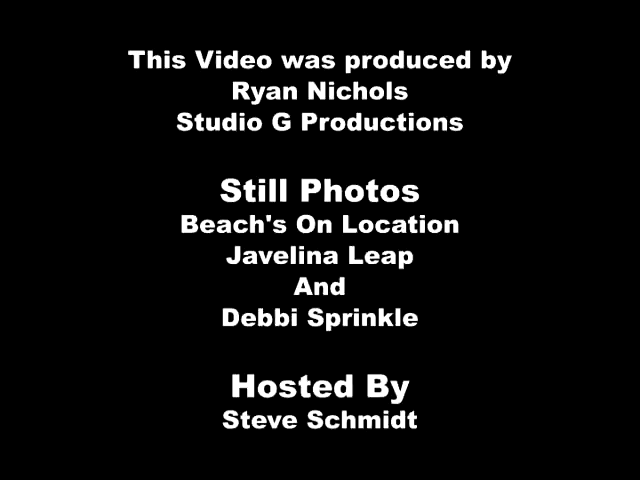 This Video was produced by
Ryan Nichols
Studio G Productions
Still Photos
Beach's On Location
Javelina Leap
And
Debbi Sprinkle
Hosted By
Steve Schmidt